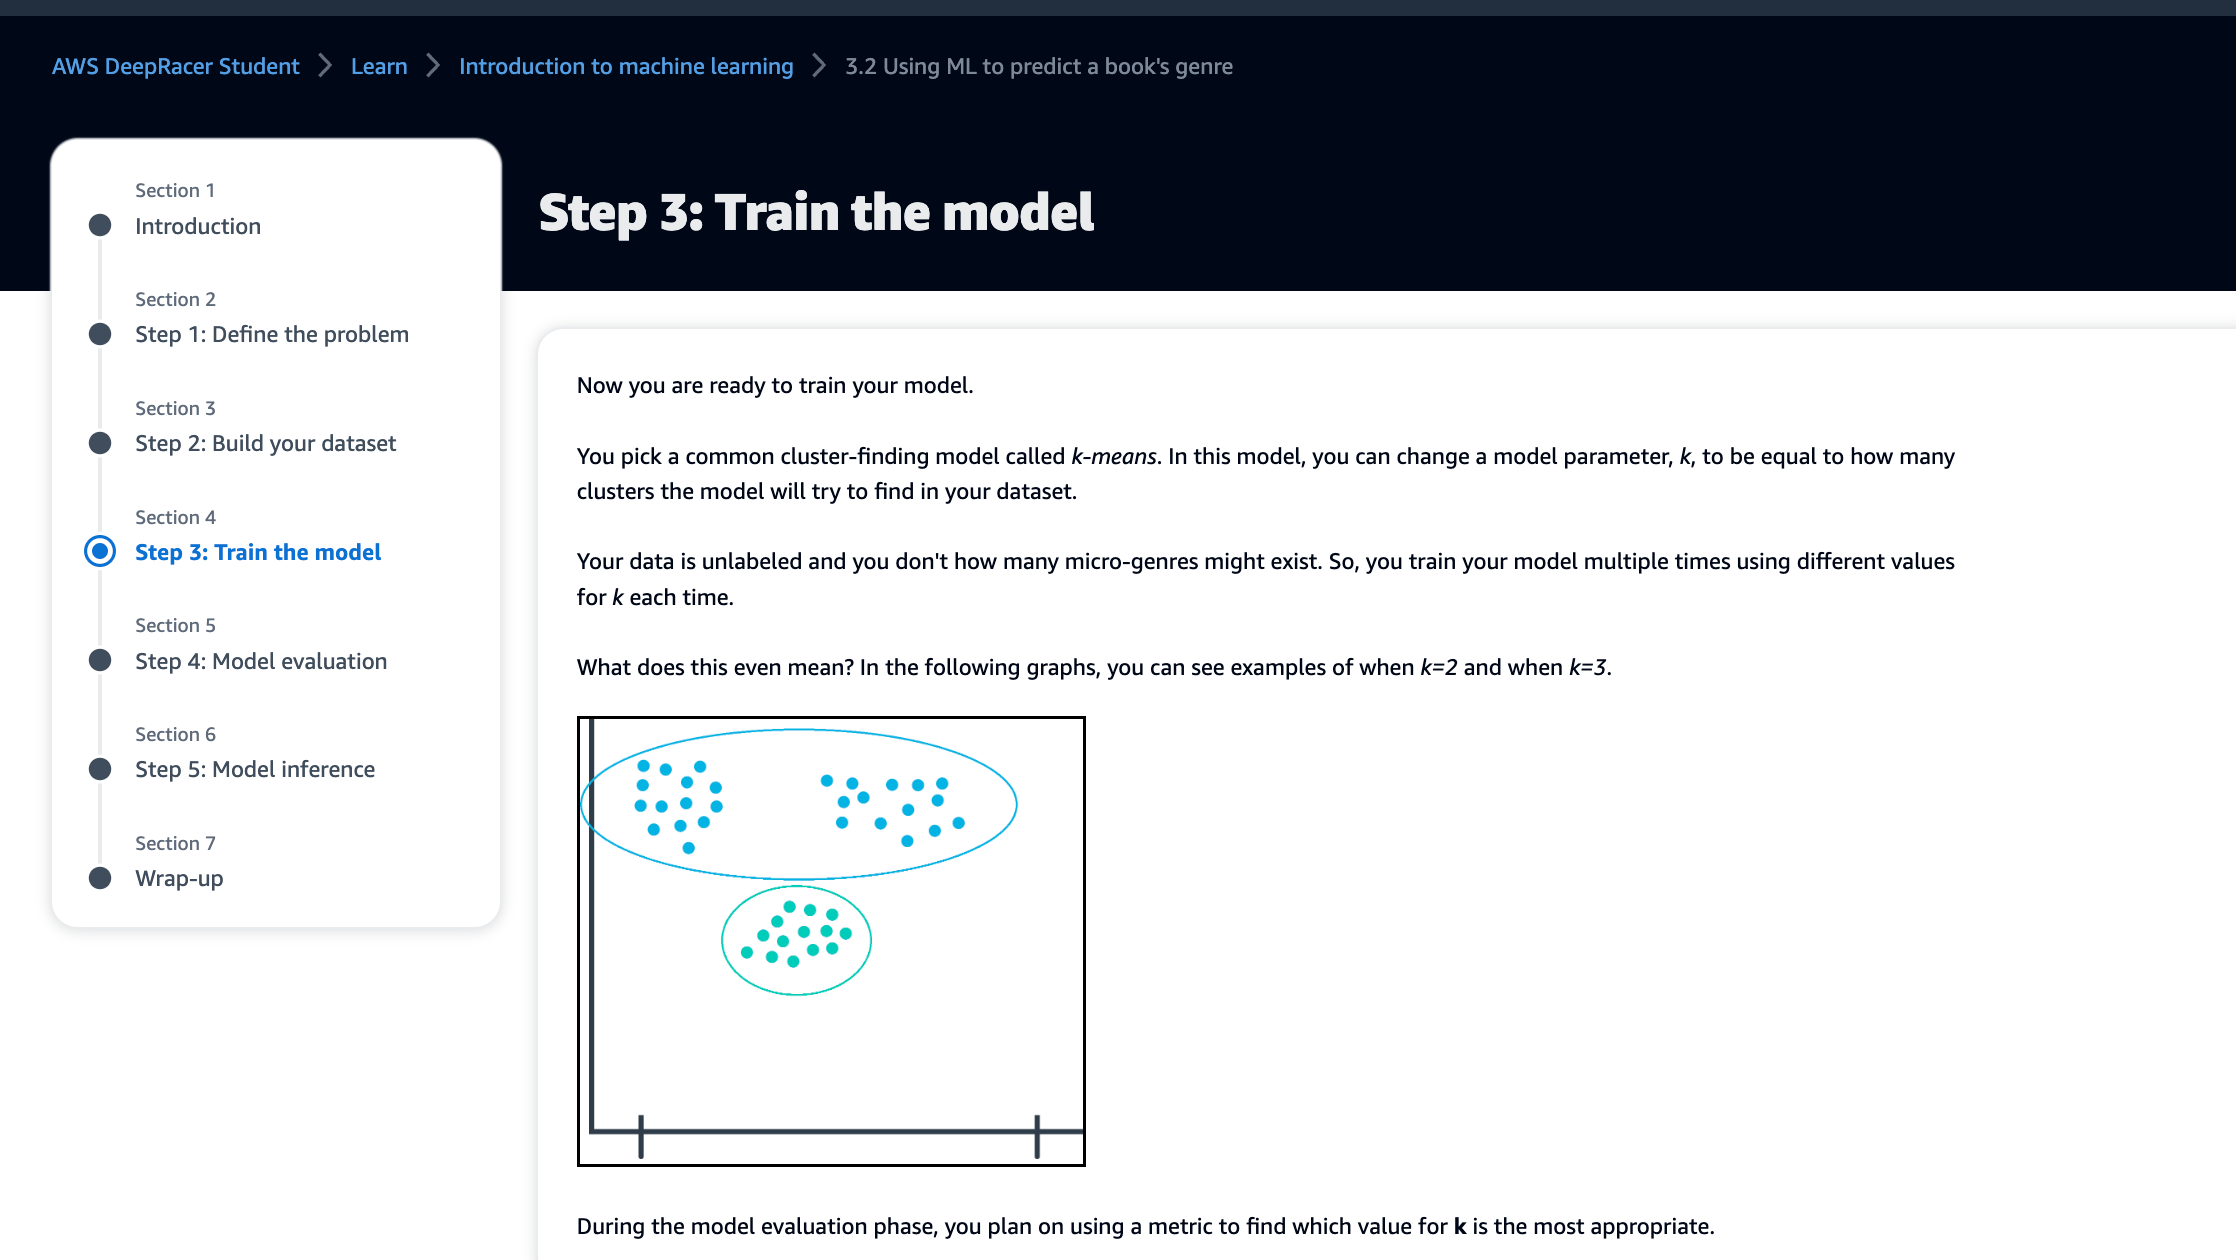 AWS DeepRacer Student > Learn > Introduction to machine learning > 3.2 Using ML to predict a book's genre
Section 1
Introduction
Section 2
Step 1: Define the problem
Section 3
Step 2: Build your dataset
Section 4
Step 3: Train the model
Section 5
Step 4: Model evaluation
Section 6
Step 5: Model inference
Section 7
Wrap-up
Step 3: Train the model
Now you are ready to train your model.
You pick a common cluster-finding model called k-means. In this model, you can change a model parameter, k, to be equal to how many
clusters the model will try to find in your dataset.
Your data is unlabeled and you don't how many micro-genres might exist. So, you train your model multiple times using different values
for k each time.
What does this even mean? In the following graphs, you can see examples of when k=2 and when k=3.
During the model evaluation phase, you plan on using a metric to find which value for k is the most appropriate.